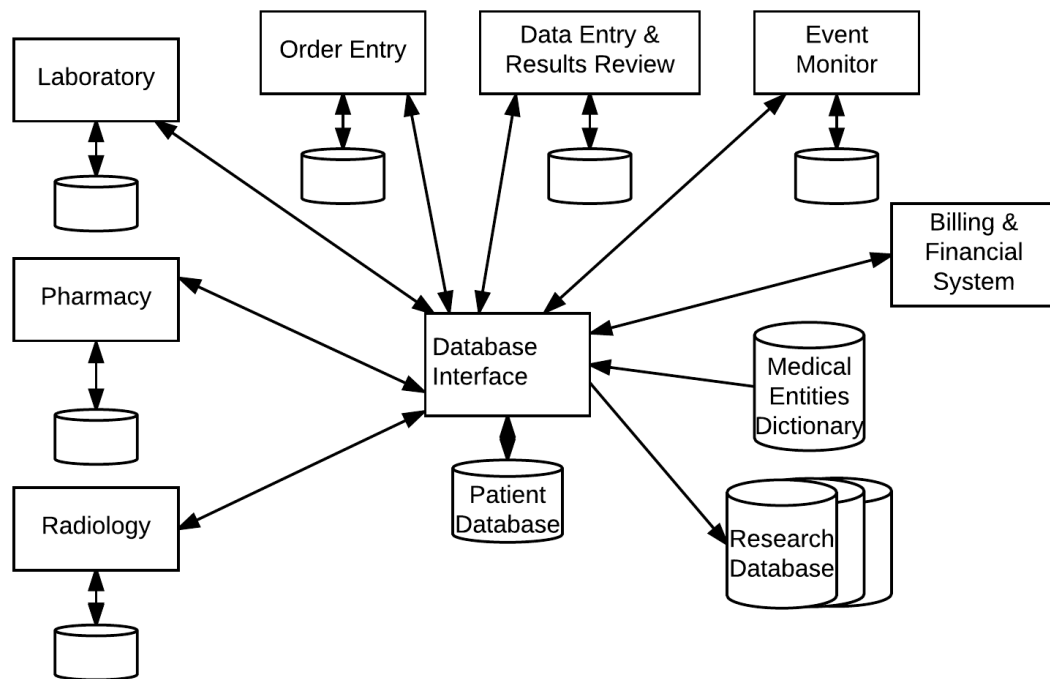 Laboratory
Order Entry
Data Entry &
Results Review
Event
Monitor
Billing &
Financial
System
Pharmacy
Database
Interface
Medical
Entities
Dictionary
Patient
Database
Radiology
Research
Database